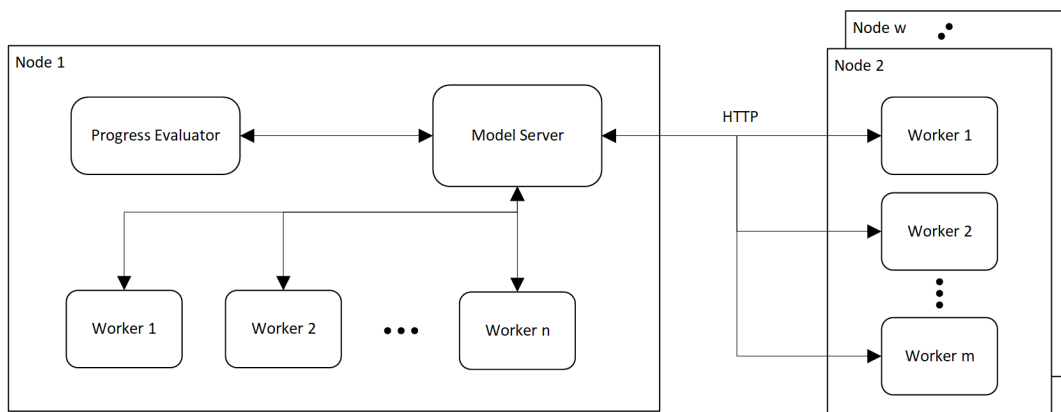 Node w
Node 1
Node 2
Progress Evaluator
Model Server
HTTP
Worker 1
Worker 2
Worker 1
Worker 2
Worker n
Worker m